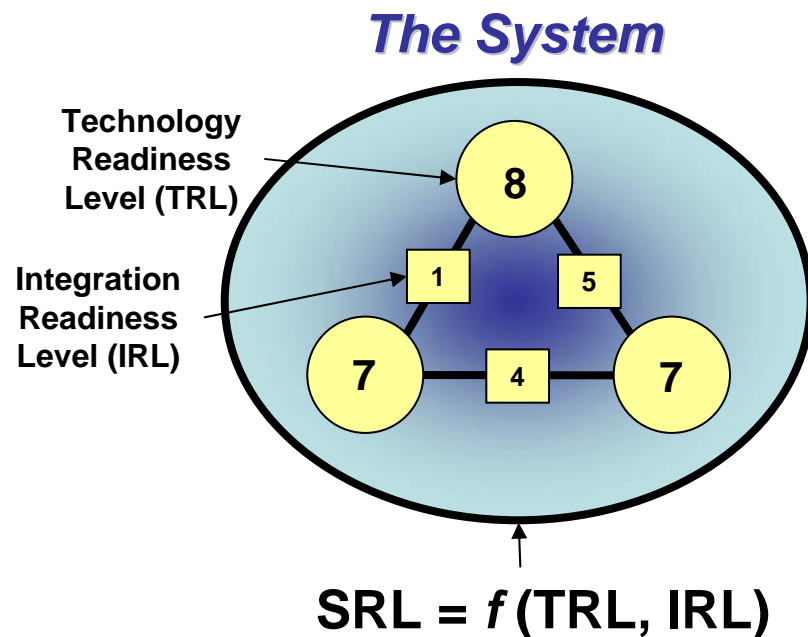 The System
Technology
Readiness
Level (TRL)
8
Integration
Readiness
Level (IRL)
1
5
7
4
7
SRL = f (TRL, IRL)